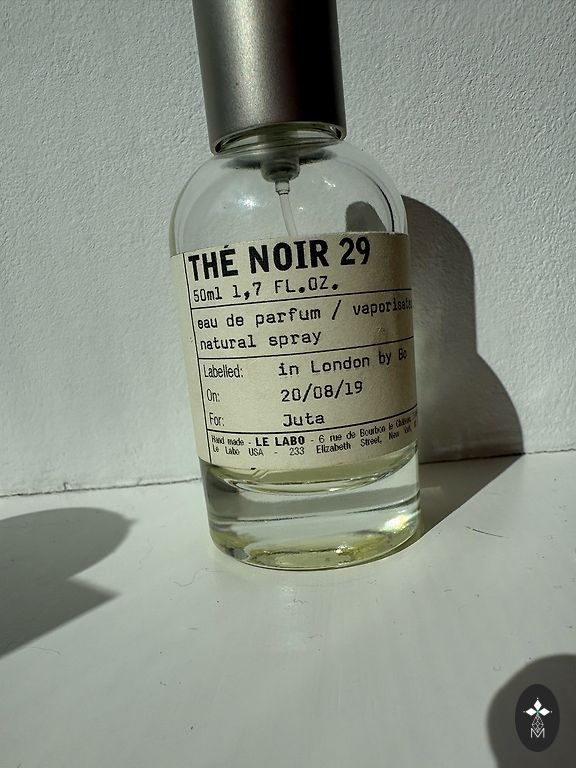 THÉ NOIR 29
50ml 1,7 FL.OZ.
eau de parfum / vaporisate
natural spray
Labelled: in London by Bo
On: 20/08/19
For: Juta
Hand made - LE LABO - 6 rue de Bourbon le Château,
Le Labo USA - 233 Elizabeth Street, New York,
M